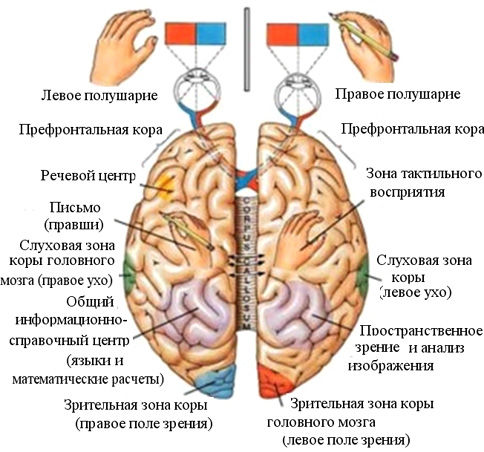 Левое полушарие
Префронтальная кора
Речевой центр
Письмо
(правши)
Слуховая зона
коры головного
мозга (правое ухо)
Общий
информационно-
справочный центр
(языки и
математические расчеты)
Зрительная зона коры
(правое поле зрения)
CORPUS CALLOSUM
Правое полушарие
Префронтальная кора
Зона тактильного
восприятия
Слуховая зона
коры
(левое ухо)
Пространственное
зрение и анализ
изображения
Зрительная зона коры
головного мозга
(левое поле зрения)